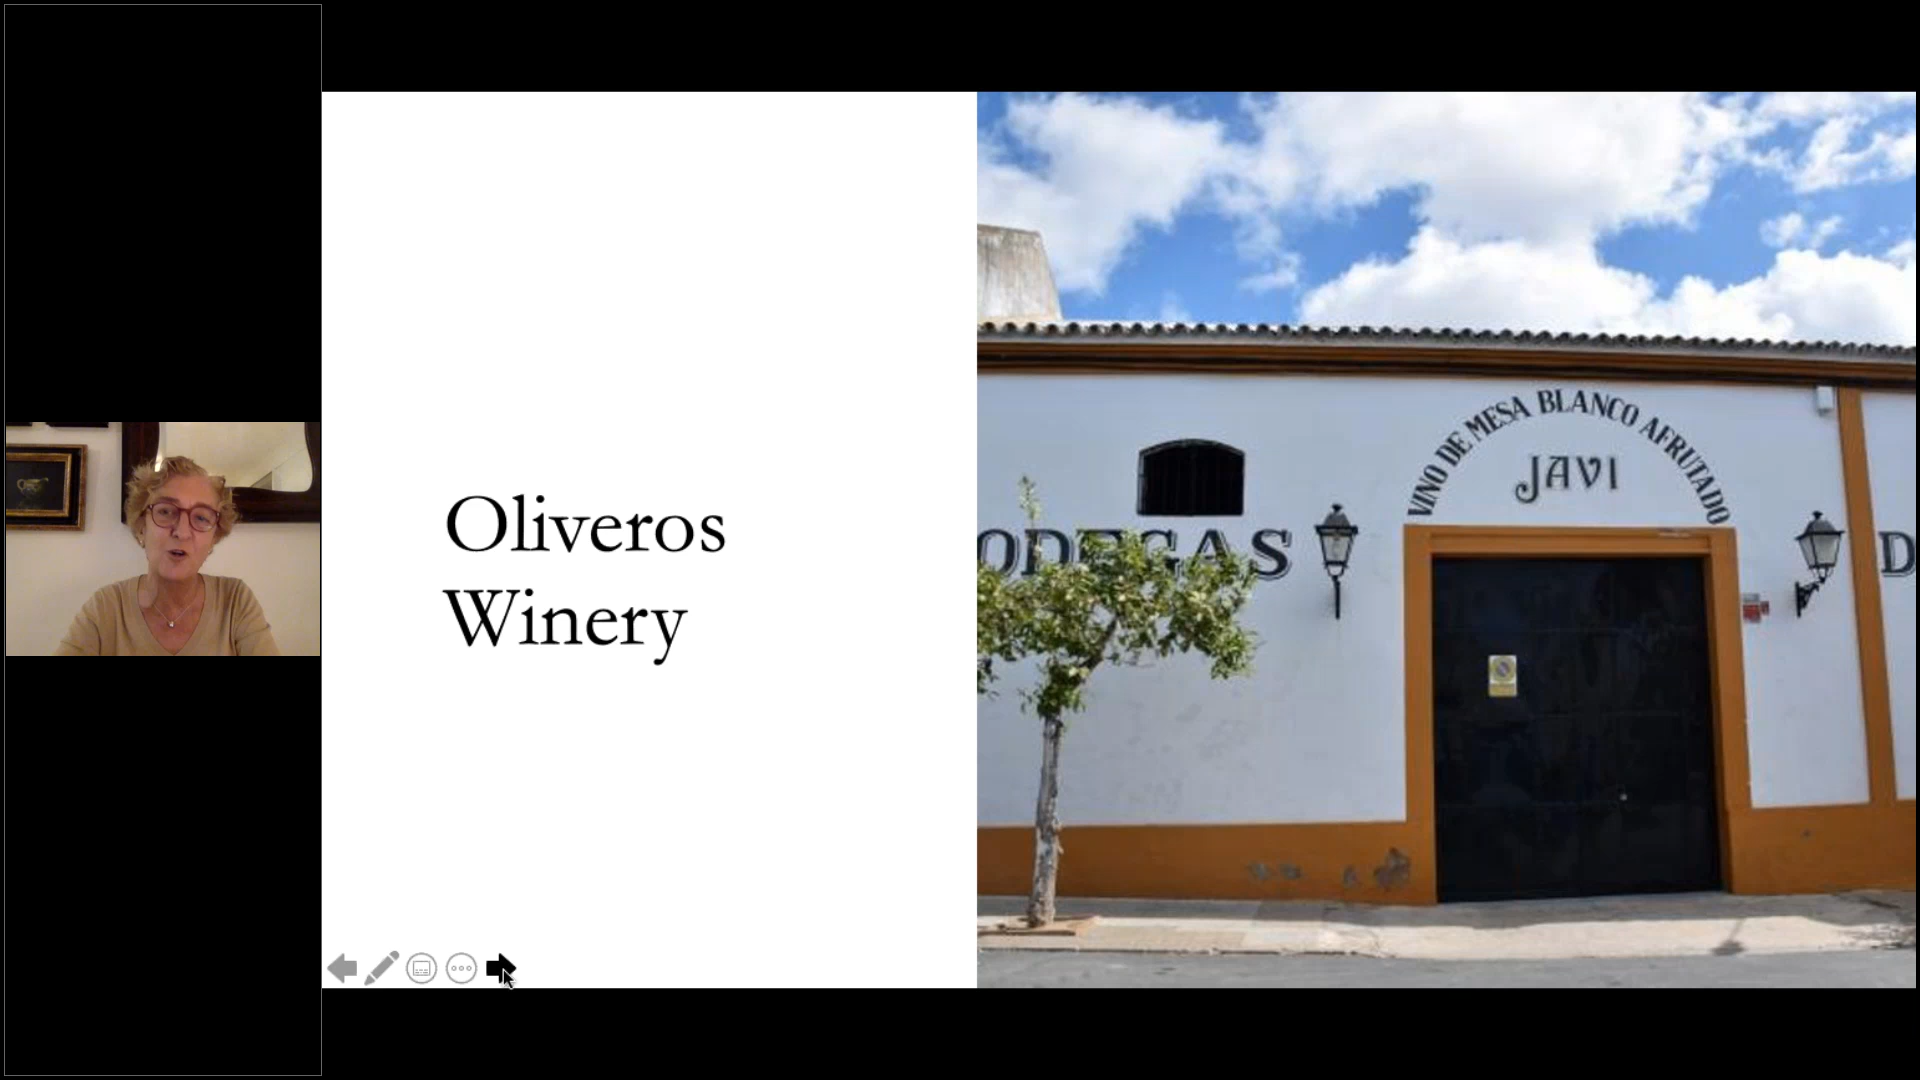 Oliveros
Winery
VINO DE MESA BLANCO AFRUTADO
JAVI
ODEGAS
D